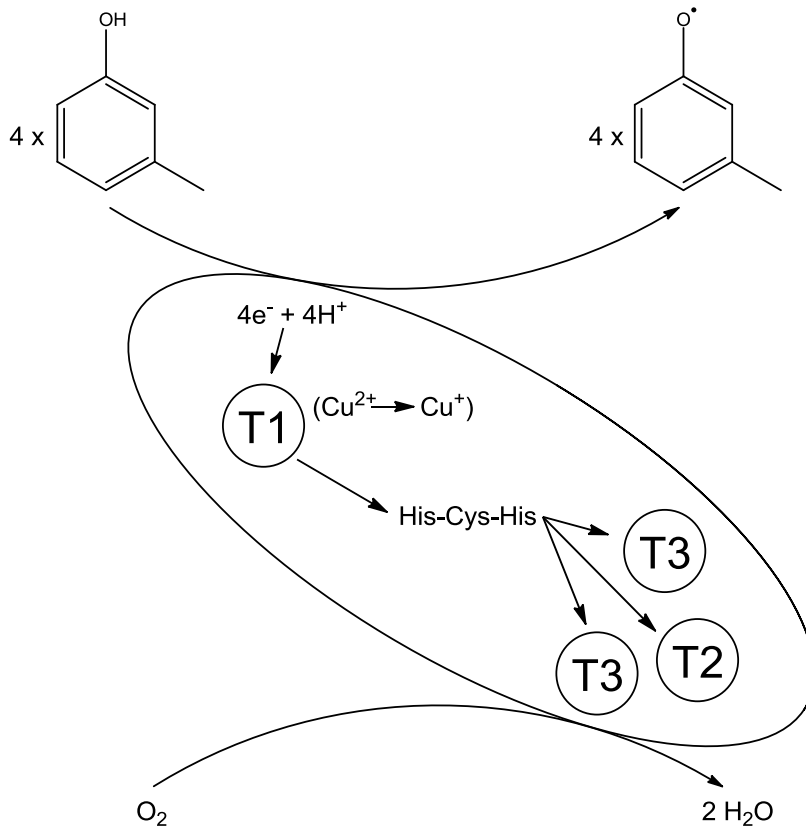 OH
O•
4 x
4 x
4e⁻ + 4H⁺
T1
(Cu²⁺ → Cu⁺)
His-Cys-His
T3
T3
T2
O₂
2 H₂O